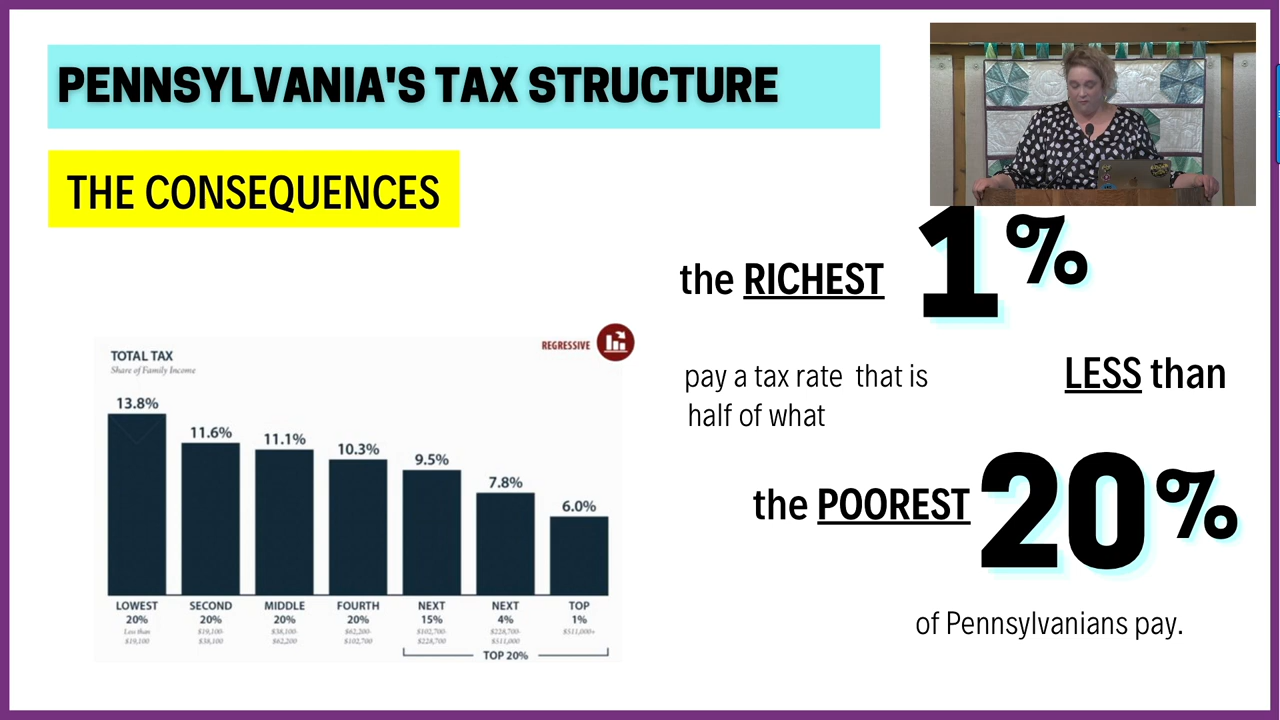 PENNSYLVANIA'S TAX STRUCTURE
THE CONSEQUENCES
the RICHEST 1%
pay a tax rate that is
half of what
LESS than
the POOREST 20%
of Pennsylvanians pay.
REGRESSIVE
TOTAL TAX
Share of Family Income
13.8%
11.6%
11.1%
10.3%
9.5%
7.8%
6.0%
LOWEST 20% Less than $19,100
SECOND 20% $19,100- $38,100
MIDDLE 20% $38,100- $62,200
FOURTH 20% $62,200- $102,700
NEXT 15% $102,700- $228,700
NEXT 4% $228,700- $511,000
TOP 1% $511,000+
TOP 20%